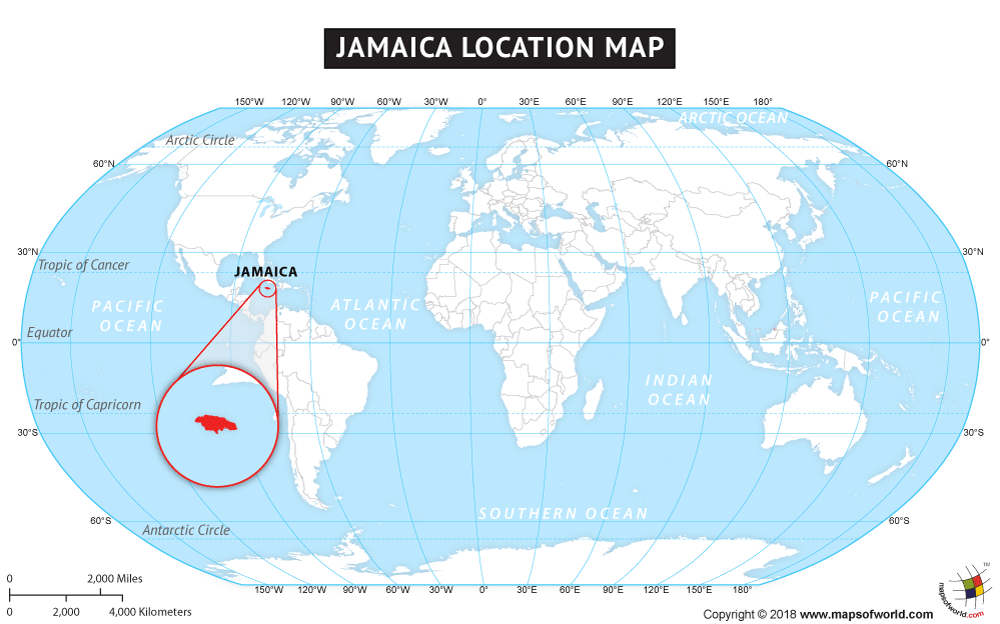 JAMAICA LOCATION MAP
150°W 120°W 90°W 60°W 30°W 0° 30°E 60°E 90°E 120°E 150°E 180°
ARCTIC OCEAN
Arctic Circle
60°N 60°N
30°N 30°N
Tropic of Cancer
JAMAICA
PACIFIC
OCEAN
ATLANTIC
OCEAN
PACIFIC
OCEAN
Equator
0° 0°
INDIAN
OCEAN
Tropic of Capricorn
30°S 30°S
SOUTHERN OCEAN
60°S 60°S
Antarctic Circle
150°W 120°W 90°W 60°W 30°W 0° 30°E 60°E 90°E 120°E 150°E 180°
0 2,000 Miles
0 2,000 4,000 Kilometers
Copyright © 2018 www.mapsofworld.com
TM
mapsofworld.com